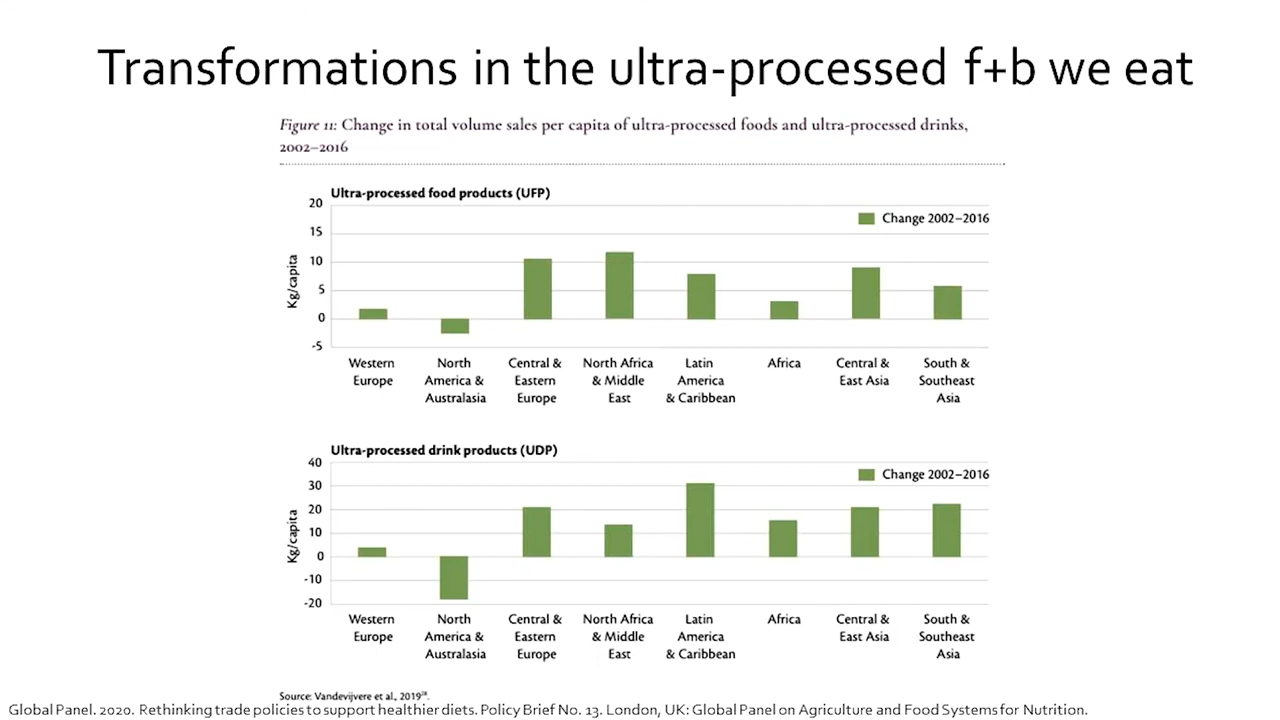 Transformations in the ultra-processed f+b we eat
Figure 11: Change in total volume sales per capita of ultra-processed foods and ultra-processed drinks,
2002–2016
Ultra-processed food products (UFP)
Change 2002–2016
Kg/capita
20
15
10
5
0
-5
Western
Europe
North
America &
Australasia
Central &
Eastern
Europe
North Africa
& Middle
East
Latin
America
& Caribbean
Africa
Central &
East Asia
South &
Southeast
Asia
Ultra-processed drink products (UDP)
Change 2002–2016
Kg/capita
40
30
20
10
0
-10
-20
Western
Europe
North
America &
Australasia
Central &
Eastern
Europe
North Africa
& Middle
East
Latin
America
& Caribbean
Africa
Central &
East Asia
South &
Southeast
Asia
Source: Vandevijvere et al., 2019²⁸.
Global Panel. 2020. Rethinking trade policies to support healthier diets. Policy Brief No. 13. London, UK: Global Panel on Agriculture and Food Systems for Nutrition.